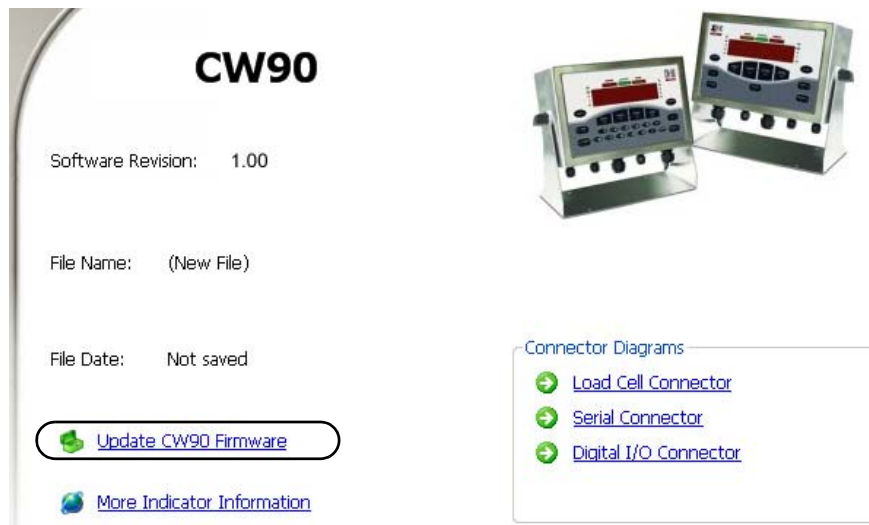 CW90
Software Revision: 1.00
File Name: (New File)
File Date: Not saved
Update CW90 Firmware
More Indicator Information
Connector Diagrams
Load Cell Connector
Serial Connector
Digital I/O Connector